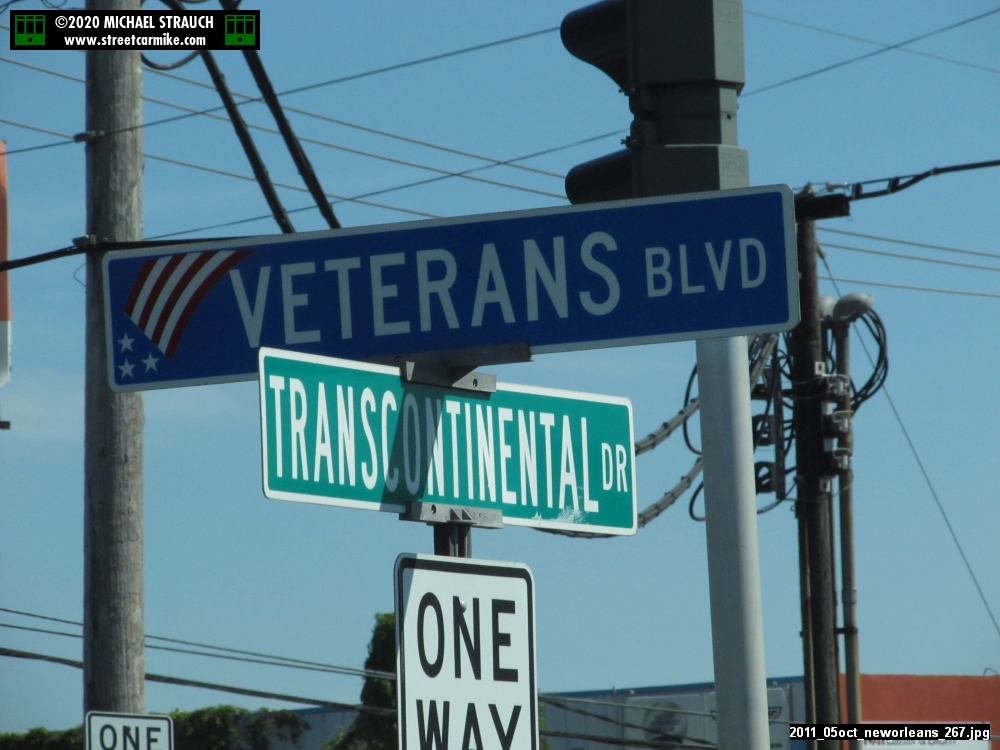 ©2020 MICHAEL STRAUCH
www.streetcarmike.com
VETERANS BLVD
TRANSCONTINENTAL DR
ONE
WAY
ONE
2011_05oct_neworleans_267.jpg